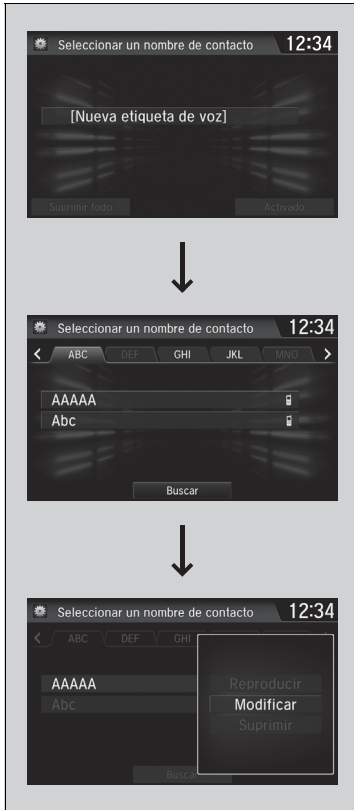 Seleccionar un nombre de contacto 12:34
[Nueva etiqueta de voz]
Suprimir todo Activado
Seleccionar un nombre de contacto 12:34
< ABC DEF GHI JKL MNO >
AAAAA
Abc
Buscar
Seleccionar un nombre de contacto 12:34
< ABC DEF GHI
AAAAA Reproducir
Abc Modificar
Suprimir
Buscar